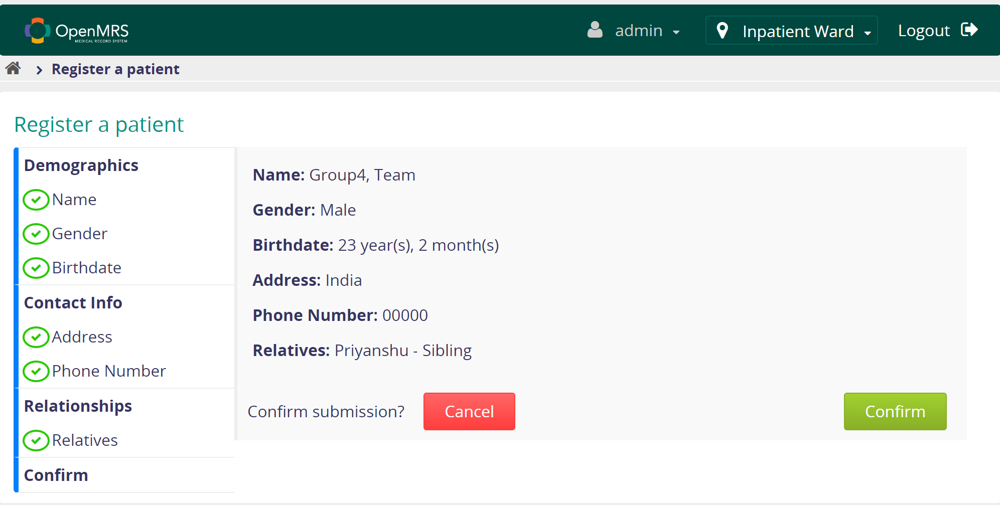 OpenMRS
MEDICAL RECORD SYSTEM
admin
Inpatient Ward
Logout
Register a patient
Register a patient
Demographics
Name
Gender
Birthdate
Contact Info
Address
Phone Number
Relationships
Relatives
Confirm
Name: Group4, Team
Gender: Male
Birthdate: 23 year(s), 2 month(s)
Address: India
Phone Number: 00000
Relatives: Priyanshu - Sibling
Confirm submission?
Cancel
Confirm